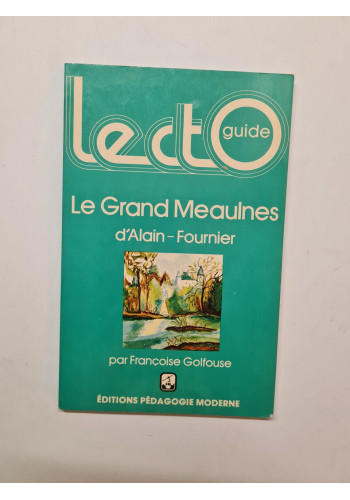 lectO
guide
Le Grand Meaulnes
d'Alain-Fournier
par Francoise Golfouse
ÉDITIONS PÉDAGOGIE MODERNE